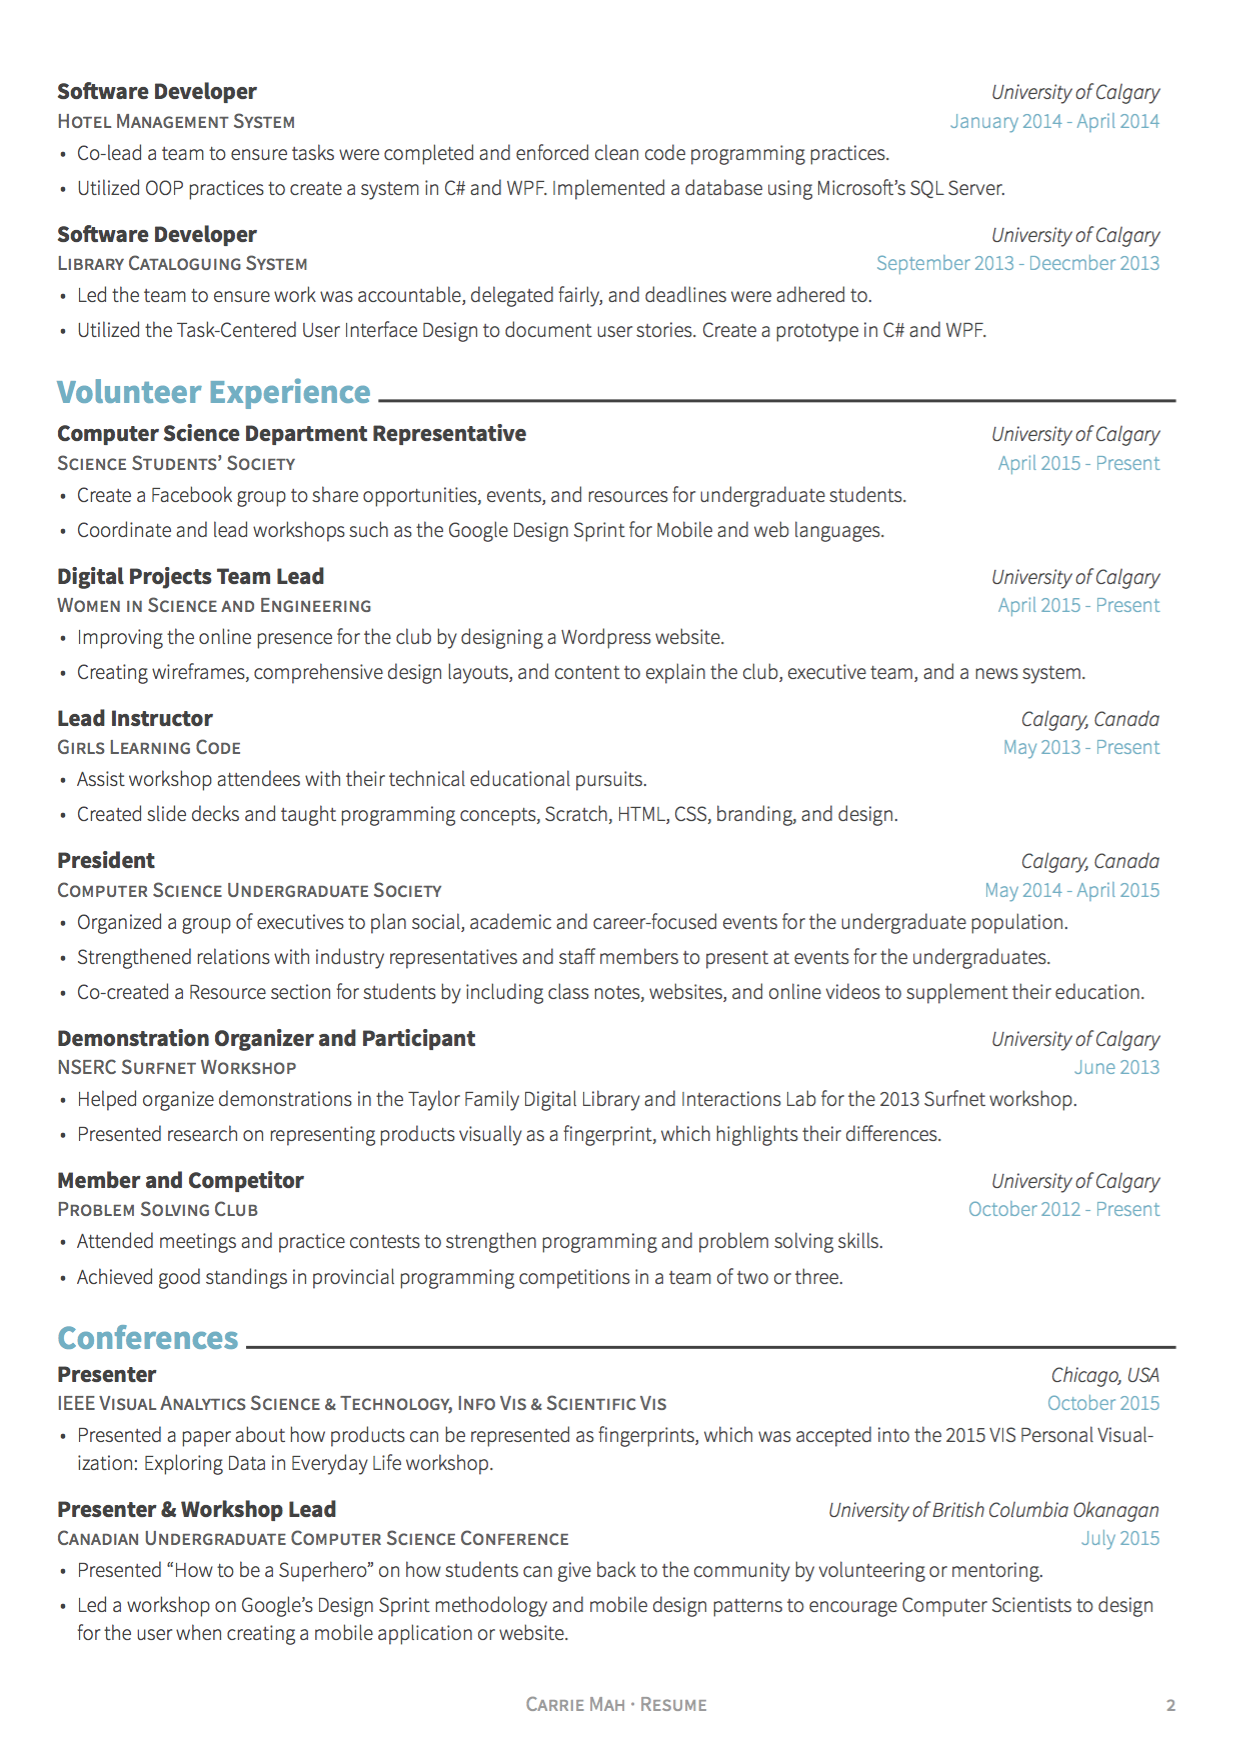 Software Developer University of Calgary
Hotel Management System January 2014 - April 2014
• Co-lead a team to ensure tasks were completed and enforced clean code programming practices.
• Utilized OOP practices to create a system in C# and WPF. Implemented a database using Microsoft’s SQL Server.
Software Developer University of Calgary
Library Cataloguing System September 2013 - Deecmber 2013
• Led the team to ensure work was accountable, delegated fairly, and deadlines were adhered to.
• Utilized the Task-Centered User Interface Design to document user stories. Create a prototype in C# and WPF.
Volunteer Experience
Computer Science Department Representative University of Calgary
Science Students’ Society April 2015 - Present
• Create a Facebook group to share opportunities, events, and resources for undergraduate students.
• Coordinate and lead workshops such as the Google Design Sprint for Mobile and web languages.
Digital Projects Team Lead University of Calgary
Women in Science and Engineering April 2015 - Present
• Improving the online presence for the club by designing a Wordpress website.
• Creating wireframes, comprehensive design layouts, and content to explain the club, executive team, and a news system.
Lead Instructor Calgary, Canada
Girls Learning Code May 2013 - Present
• Assist workshop attendees with their technical educational pursuits.
• Created slide decks and taught programming concepts, Scratch, HTML, CSS, branding, and design.
President Calgary, Canada
Computer Science Undergraduate Society May 2014 - April 2015
• Organized a group of executives to plan social, academic and career-focused events for the undergraduate population.
• Strengthened relations with industry representatives and staff members to present at events for the undergraduates.
• Co-created a Resource section for students by including class notes, websites, and online videos to supplement their education.
Demonstration Organizer and Participant University of Calgary
NSERC Surfnet Workshop June 2013
• Helped organize demonstrations in the Taylor Family Digital Library and Interactions Lab for the 2013 Surfnet workshop.
• Presented research on representing products visually as a fingerprint, which highlights their differences.
Member and Competitor University of Calgary
Problem Solving Club October 2012 - Present
• Attended meetings and practice contests to strengthen programming and problem solving skills.
• Achieved good standings in provincial programming competitions in a team of two or three.
Conferences
Presenter Chicago, USA
IEEE Visual Analytics Science & Technology, Info Vis & Scientific Vis October 2015
• Presented a paper about how products can be represented as fingerprints, which was accepted into the 2015 VIS Personal Visual-
ization: Exploring Data in Everyday Life workshop.
Presenter & Workshop Lead University of British Columbia Okanagan
Canadian Undergraduate Computer Science Conference July 2015
• Presented “How to be a Superhero” on how students can give back to the community by volunteering or mentoring.
• Led a workshop on Google’s Design Sprint methodology and mobile design patterns to encourage Computer Scientists to design
for the user when creating a mobile application or website.
Carrie Mah · Resume 2